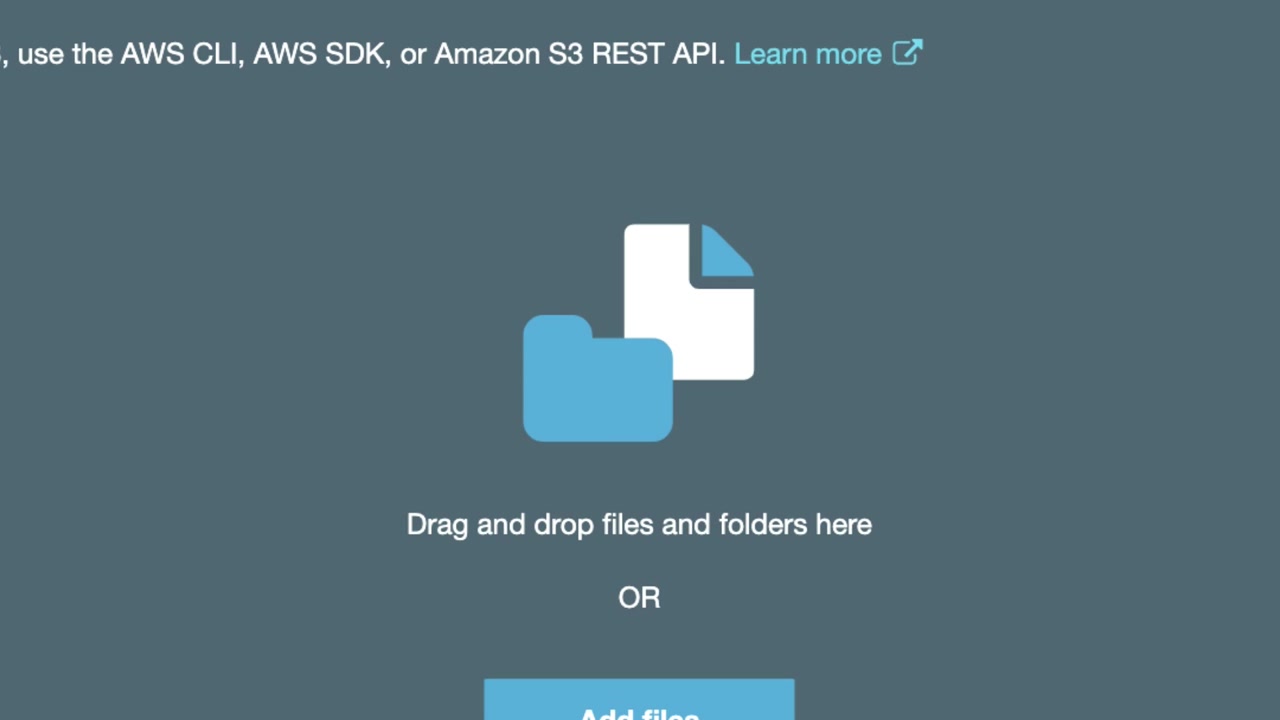 , use the AWS CLI, AWS SDK, or Amazon S3 REST API. Learn more
Drag and drop files and folders here
OR
Add files